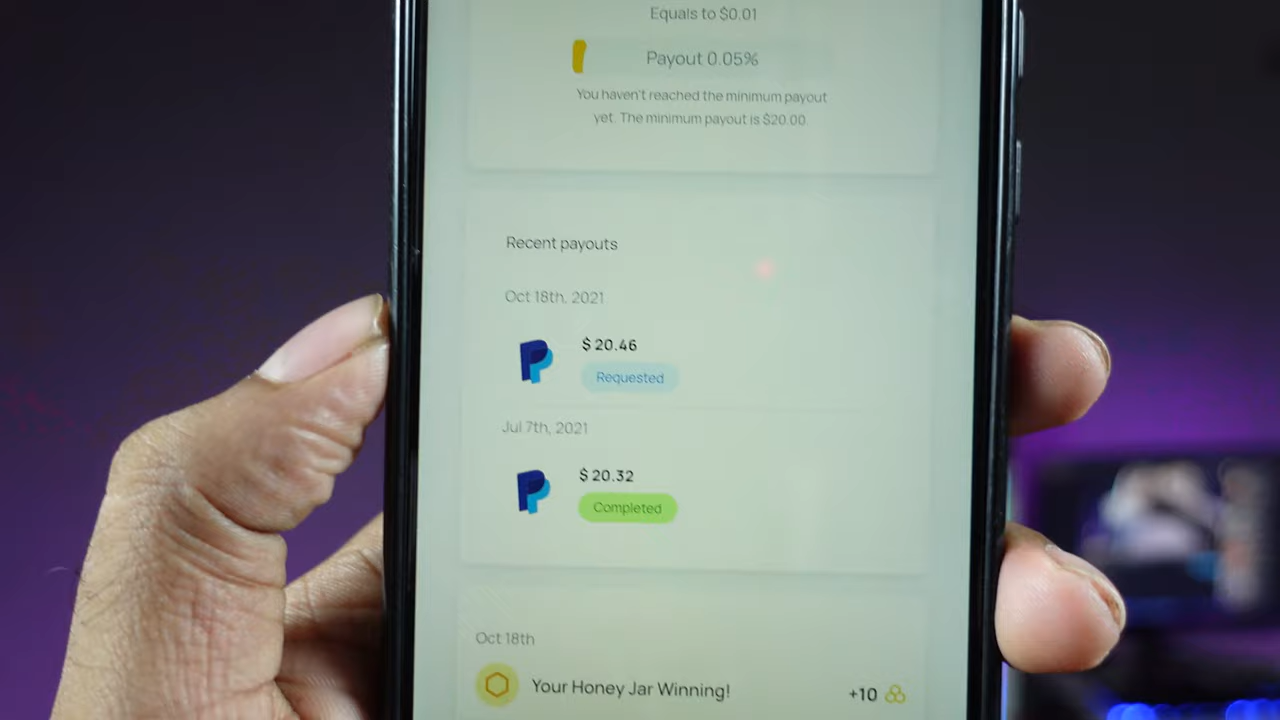 Equals to $0.01
Payout 0.05%
You haven't reached the minimum payout
yet. The minimum payout is $20.00.
Recent payouts
Oct 18th, 2021
$ 20.46
Requested
Jul 7th, 2021
$ 20.32
Completed
Oct 18th
Your Honey Jar Winning!
+10